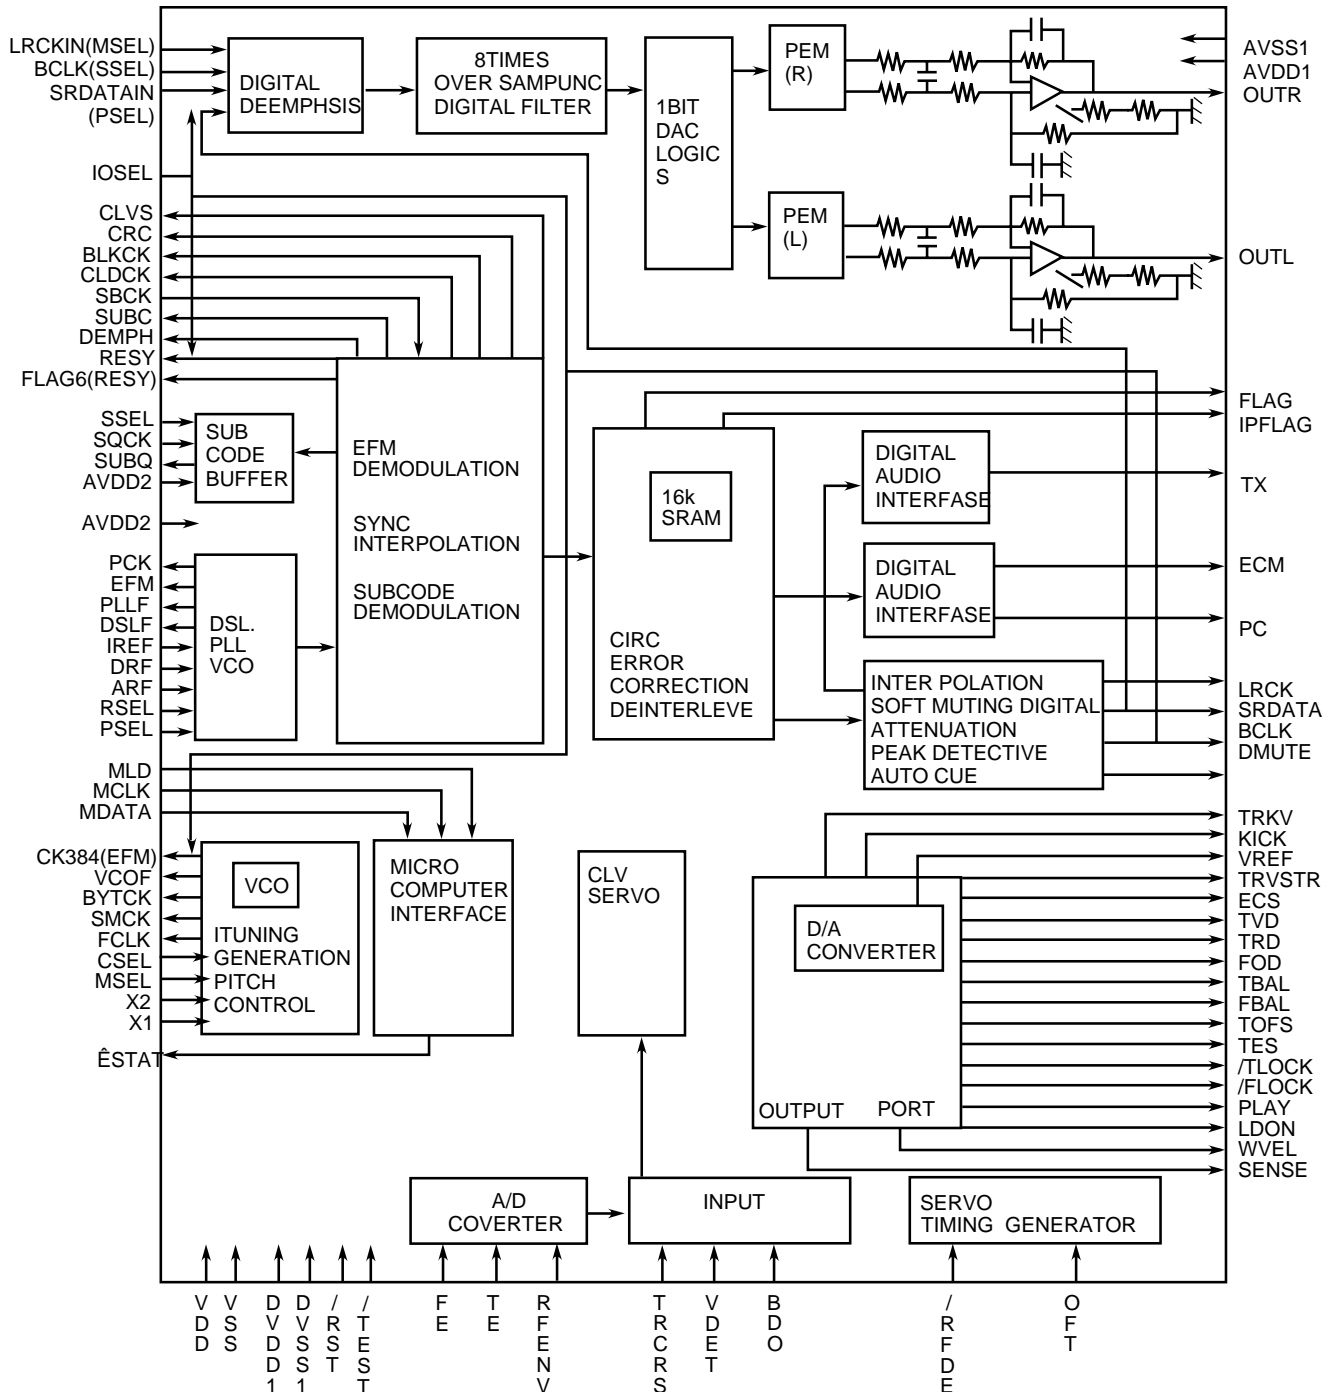 LRCKIN(MSEL)
BCLK(SSEL)
SRDATAIN
(PSEL)
IOSEL
CLVS
CRC
BLKCK
CLDCK
SBCK
SUBC
DEMPH
RESY
FLAG6(RESY)
SSEL
SQCK
SUBQ
AVDD2
AVDD2
PCK
EFM
PLLF
DSLF
IREF
DRF
ARF
RSEL
PSEL
MLD
MCLK
MDATA
CK384(EFM)
VCOF
BYTCK
SMCK
FCLK
CSEL
MSEL
X2
X1
ÊSTAT
DIGITAL
DEEMPHSIS
8TIMES
OVER SAMPUNC
DIGITAL FILTER
1BIT
DAC
LOGIC
S
PEM
(R)
PEM
(L)
SUB
CODE
BUFFER
DSL.
PLL
VCO
EFM
DEMODULATION
SYNC
INTERPOLATION
SUBCODE
DEMODULATION
16k
SRAM
CIRC
ERROR
CORRECTION
DEINTERLEVE
DIGITAL
AUDIO
INTERFASE
DIGITAL
AUDIO
INTERFASE
INTER POLATION
SOFT MUTING DIGITAL
ATTENUATION
PEAK DETECTIVE
AUTO CUE
VCO
ITUNING
GENERATION
PITCH
CONTROL
MICRO
COMPUTER
INTERFACE
CLV
SERVO
D/A
CONVERTER
OUTPUT PORT
A/D
COVERTER
INPUT
SERVO
TIMING GENERATOR
AVSS1
AVDD1
OUTR
OUTL
FLAG
IPFLAG
TX
ECM
PC
LRCK
SRDATA
BCLK
DMUTE
TRKV
KICK
VREF
TRVSTR
ECS
TVD
TRD
FOD
TBAL
FBAL
TOFS
TES
/TLOCK
/FLOCK
PLAY
LDON
WVEL
SENSE
VDD
VSS
DVDD1
DVSS1
/RST
/TEST
FE
TE
RFENV
TRCRS
VDET
BDO
/RFDE
OFT